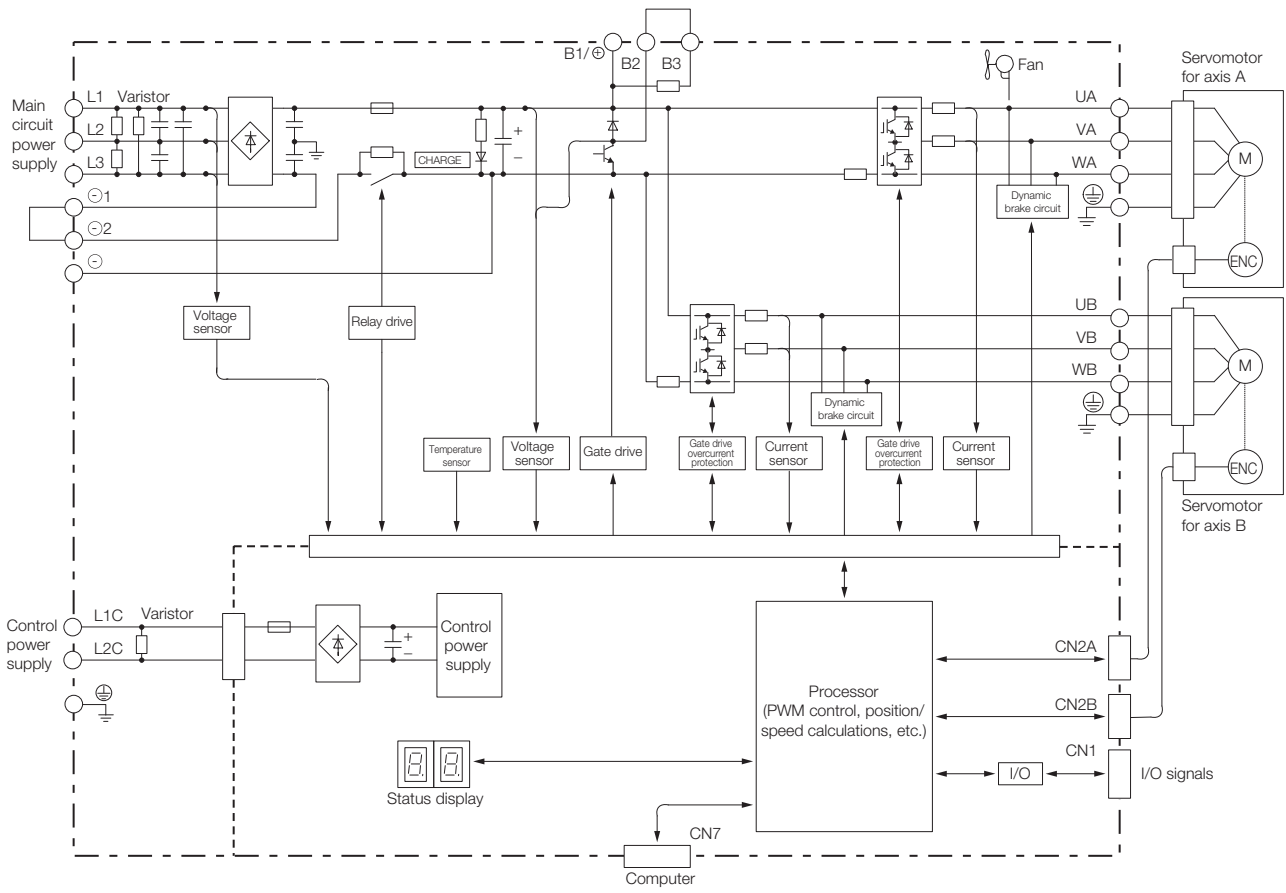 B1/⊕
B2
B3
Fan
Servomotor
for axis A
Main
circuit
power
supply
L1
Varistor
L2
L3
⊖1
⊖2
⊖
CHARGE
+
−
UA
VA
WA
M
ENC
Dynamic
brake circuit
Voltage
sensor
Relay drive
UB
VB
WB
M
ENC
Dynamic
brake circuit
Servomotor
for axis B
Temperature
sensor
Voltage
sensor
Gate drive
Gate drive
overcurrent
protection
Current
sensor
Gate drive
overcurrent
protection
Current
sensor
Control
power
supply
L1C
Varistor
L2C
+
−
Control
power
supply
Processor
(PWM control, position/
speed calculations, etc.)
CN2A
CN2B
CN1
I/O
I/O signals
8.8.
Status display
CN7
Computer